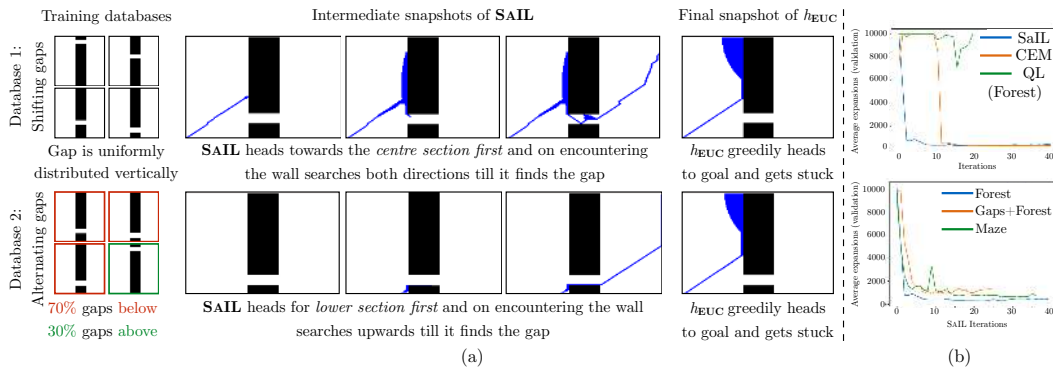 Training databases
Intermediate snapshots of SAIL
Final snapshot of hEUC
Database 1:
Shifting gaps
Gap is uniformly
distributed vertically
SAIL heads towards the centre section first and on encountering
the wall searches both directions till it finds the gap
hEUC greedily heads
to goal and gets stuck
Database 2:
Alternating gaps
70% gaps below
30% gaps above
SAIL heads for lower section first and on encountering the wall
searches upwards till it finds the gap
hEUC greedily heads
to goal and gets stuck
(a)
Average expansions (validation)
10000
8000
6000
4000
2000
0
SaIL
CEM
QL
(Forest)
0 10 20 30 40
Iterations
Average expansions (validation)
10000
8000
6000
4000
2000
0
Forest
Gaps+Forest
Maze
0 10 20 30 40
SAIL Iterations
(b)